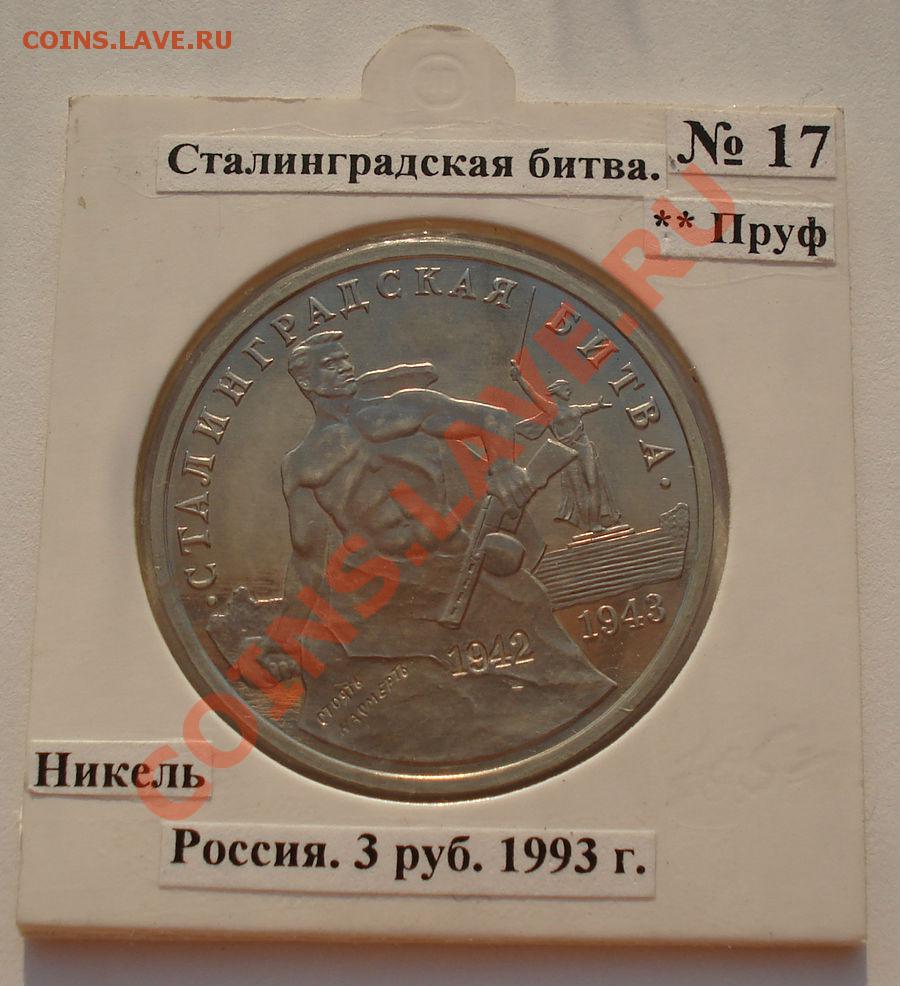 COINS.LAVE.RU
№ 17
Сталинградская битва.
** Пруф
СТАЛИНГРАДСКАЯ БИТВА
1943
1942
СТОЯТЬ
НАСМЕРТЬ
Никель
Россия. 3 руб. 1993 г.
COINS.LAVE.RU